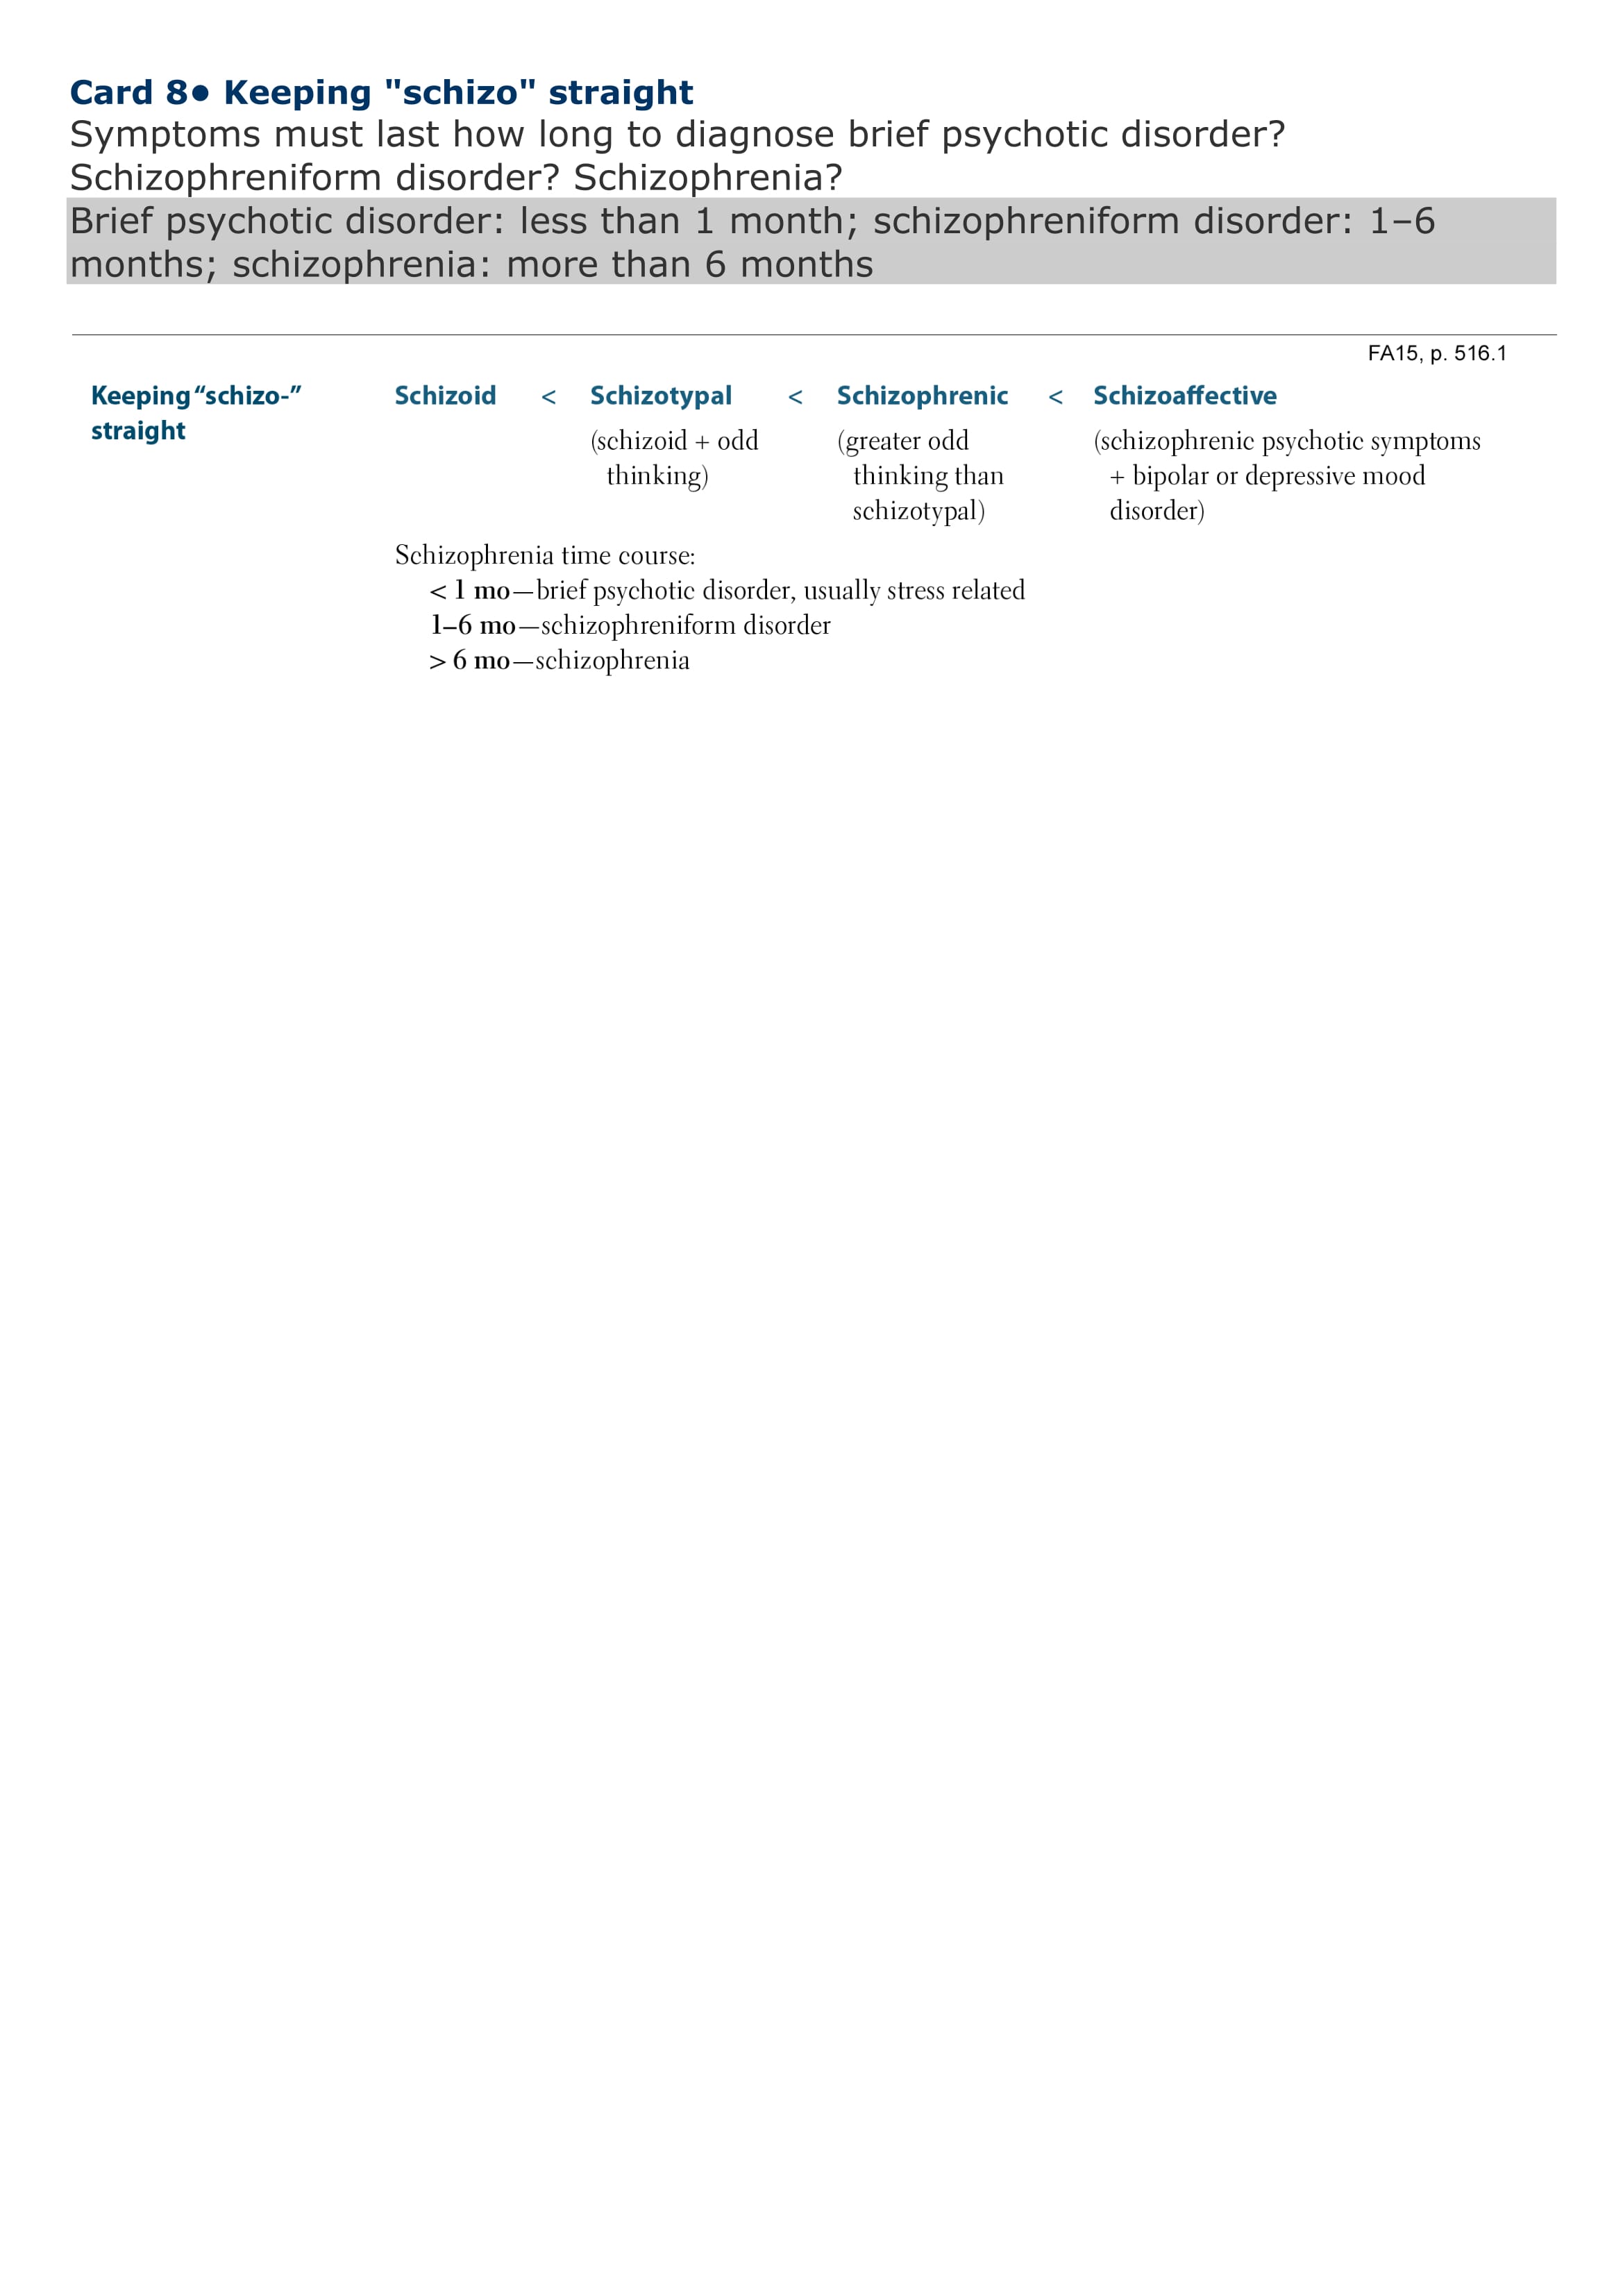 Card 8• Keeping "schizo" straight
Symptoms must last how long to diagnose brief psychotic disorder?
Schizophreniform disorder? Schizophrenia?
Brief psychotic disorder: less than 1 month; schizophreniform disorder: 1–6
months; schizophrenia: more than 6 months
FA15, p. 516.1
Keeping “schizo-”
straight
Schizoid < Schizotypal < Schizophrenic < Schizoaffective
(schizoid + odd
thinking)
(greater odd
thinking than
schizotypal)
(schizophrenic psychotic symptoms
+ bipolar or depressive mood
disorder)
Schizophrenia time course:
< 1 mo—brief psychotic disorder, usually stress related
1–6 mo—schizophreniform disorder
> 6 mo—schizophrenia